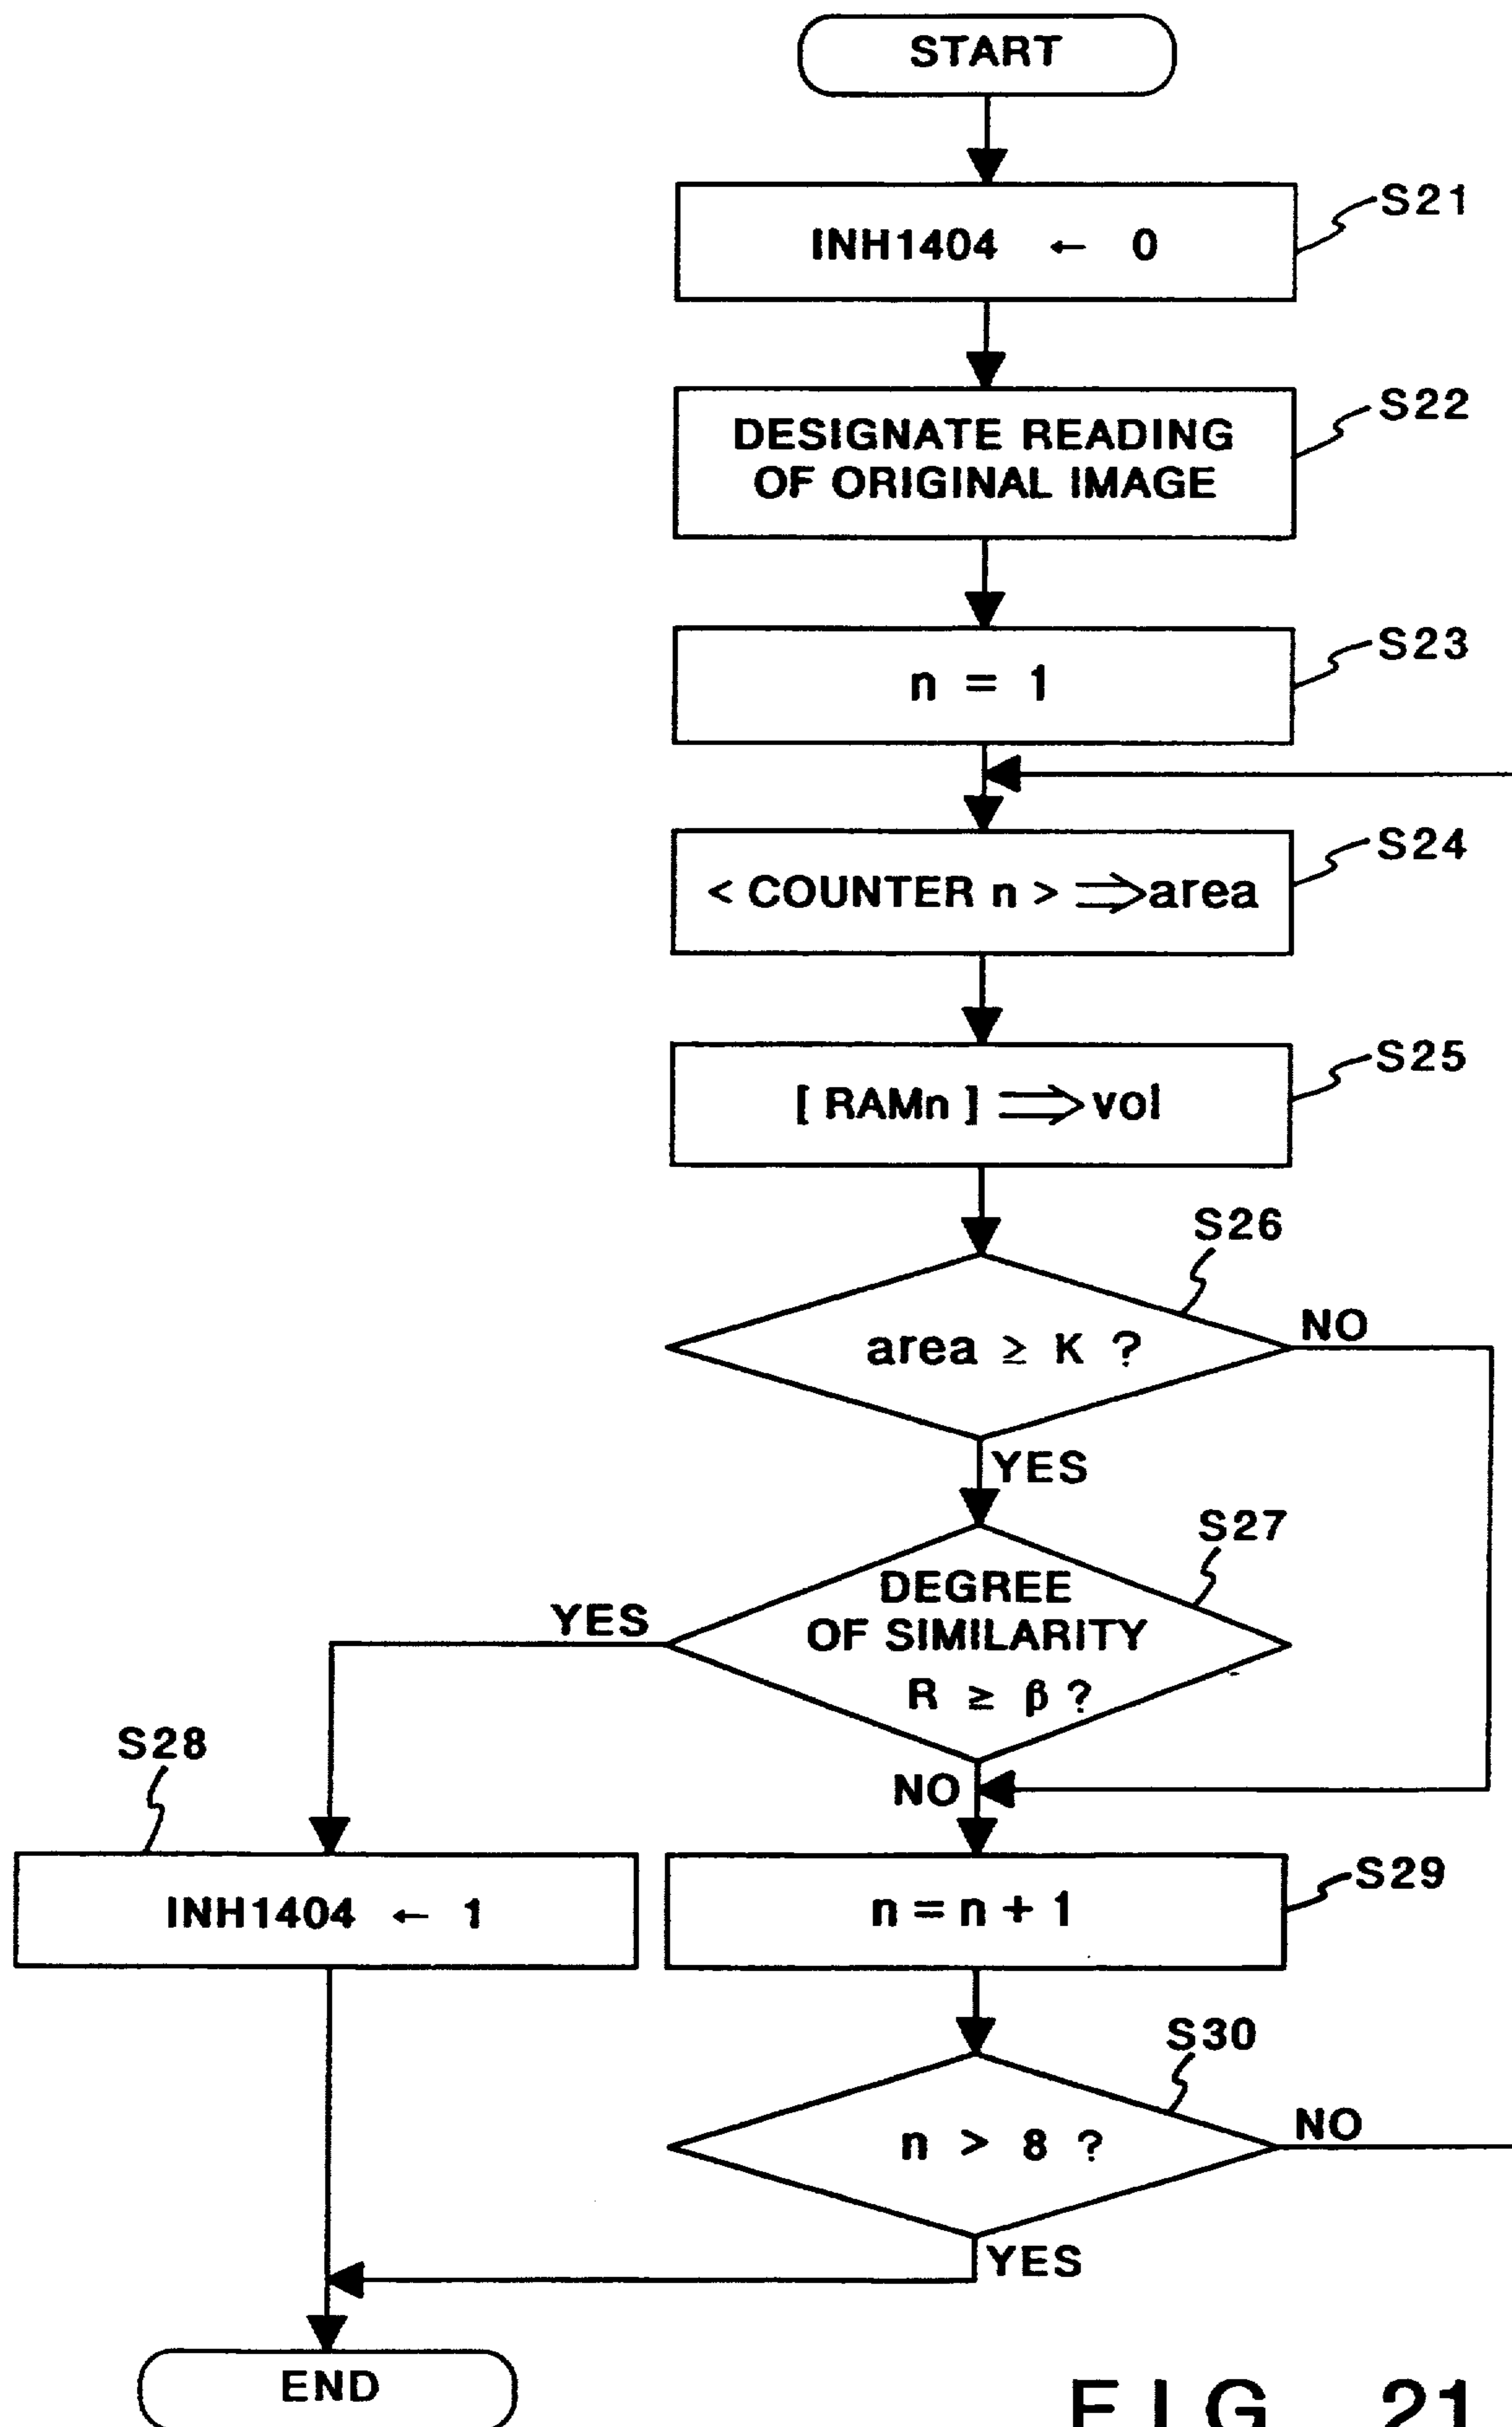 START
INH1404 ← 0
S21
DESIGNATE READING
OF ORIGINAL IMAGE
S22
n = 1
S23
< COUNTER n > ⇒ area
S24
[ RAMn ] ⇒ vol
S25
S26
area ≥ K ?
NO
YES
S27
DEGREE
OF SIMILARITY
R ≥ β ?
YES
NO
S28
INH1404 ← 1
n = n + 1
S29
S30
n > 8 ?
NO
YES
END
FIG. 21